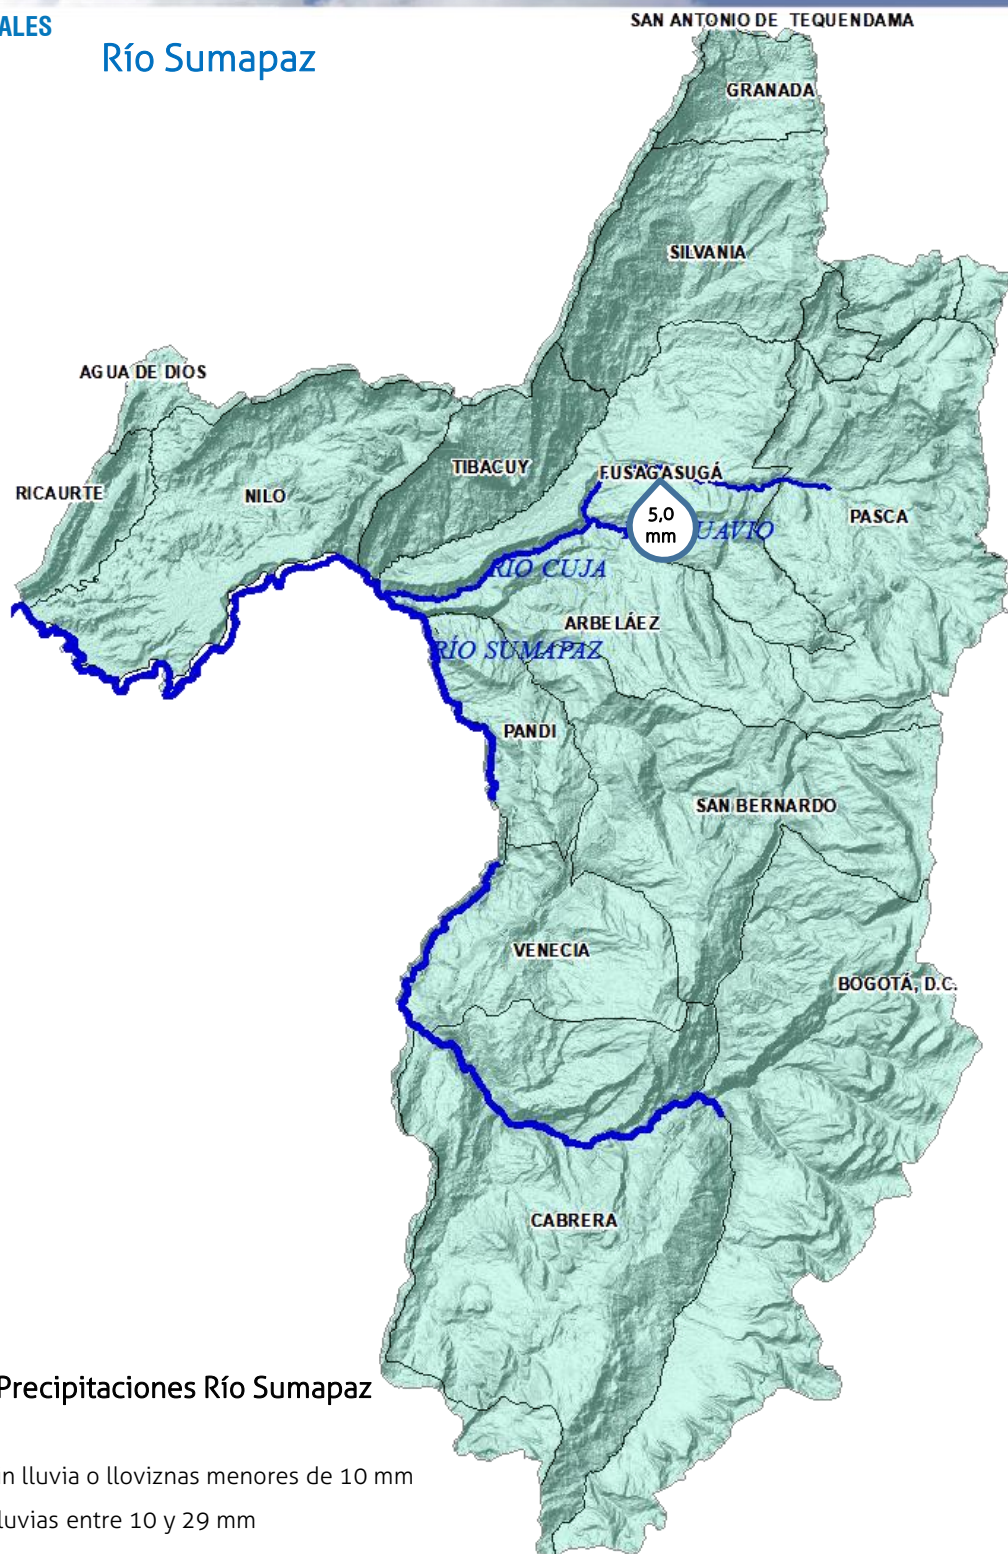 ALES
Río Sumapaz
SAN ANTONIO DE TEQUENDAMA
GRANADA
SILVANIA
AGUA DE DIOS
TIBACUY
FUSAGASUGÁ
RICAURTE
NILO
5,0
mm
UAVIO
PASCA
RÍO CUJA
ARBELÁEZ
RÍO SUMAPAZ
PANDI
SAN BERNARDO
VENECIA
BOGOTÁ, D.C.
CABRERA
Precipitaciones Río Sumapaz
n lluvia o lloviznas menores de 10 mm
luvias entre 10 y 29 mm